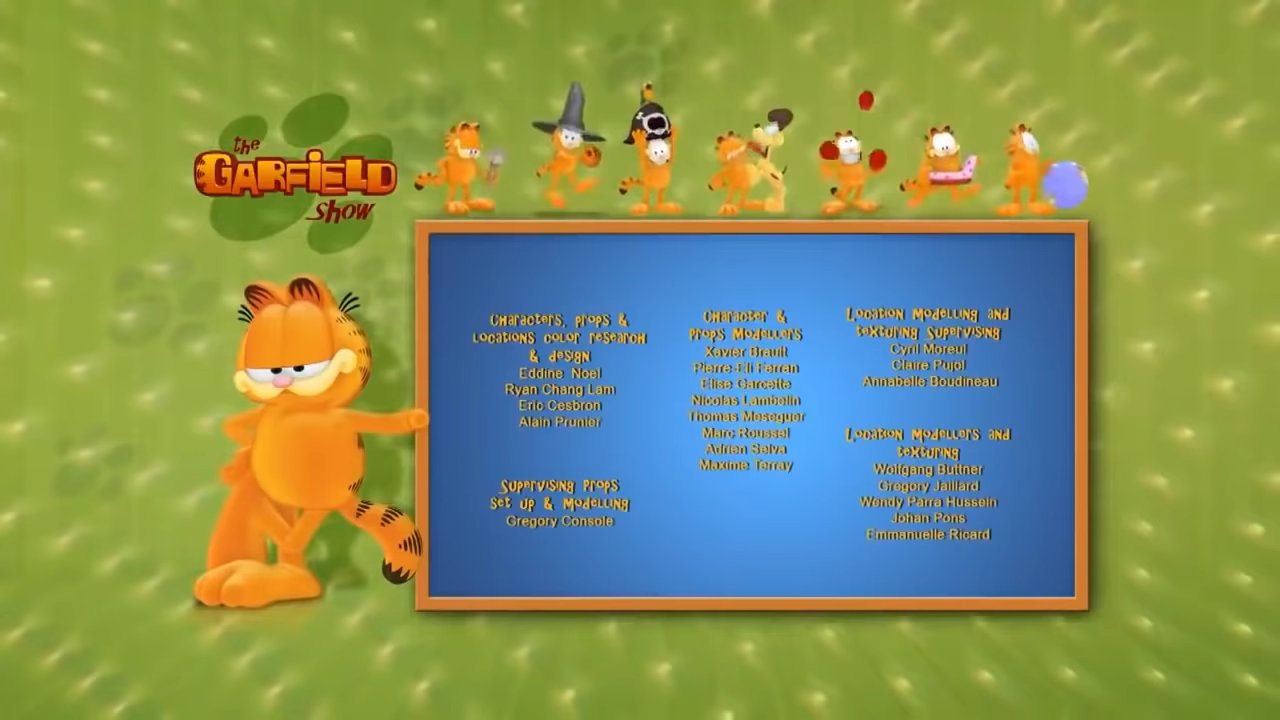 the
GARFIELD
show
Characters, props &
Locations color research
& design
Eddine Noel
Ryan Chang Lam
Eric Cesbron
Alain Prunier
Supervising Props
Set up & Modelling
Gregory Console
Character &
Props Modellers
Xavier Brault
Pierre-Eli Ferran
Elise Garcette
Nicolas Lambelin
Thomas Meseguer
Marc Roussel
Adrien Selva
Maxime Terray
Location Modelling and
texturing Supervising
Cyril Moreul
Claire Pujol
Annabelle Boudineau
Location Modellers and
texturing
Wolfgang Buttner
Gregory Jaillard
Wendy Parra Hussein
Johan Pons
Emmanuelle Ricard